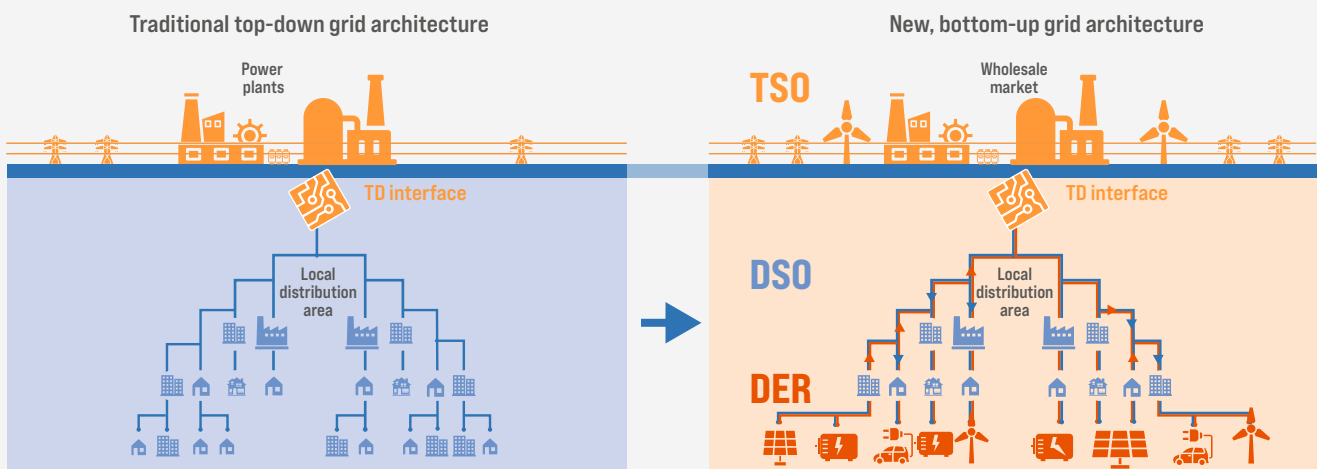 Traditional top-down grid architecture
Power
plants
TD interface
Local
distribution
area
New, bottom-up grid architecture
TSO
Wholesale
market
TD interface
DSO
Local
distribution
area
DER